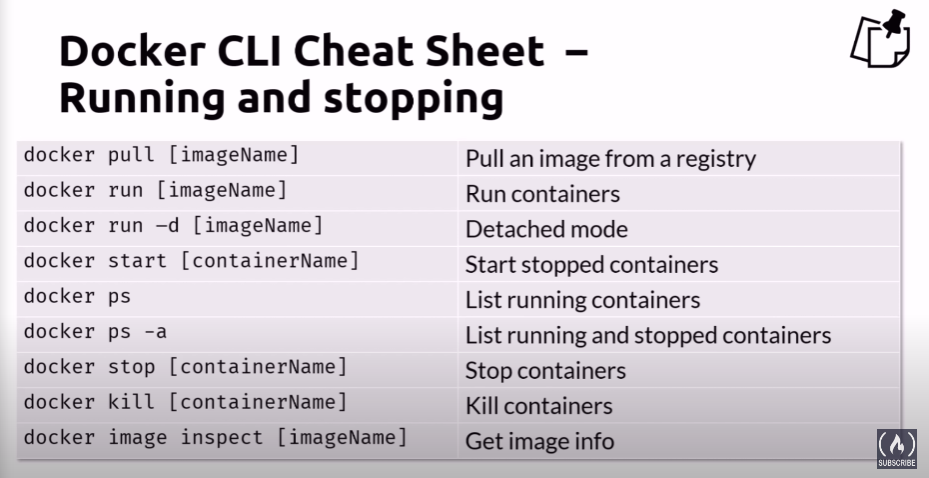 Docker CLI Cheat Sheet –
Running and stopping
docker pull [imageName] Pull an image from a registry
docker run [imageName] Run containers
docker run –d [imageName] Detached mode
docker start [containerName] Start stopped containers
docker ps List running containers
docker ps -a List running and stopped containers
docker stop [containerName] Stop containers
docker kill [containerName] Kill containers
docker image inspect [imageName] Get image info
SUBSCRIBE